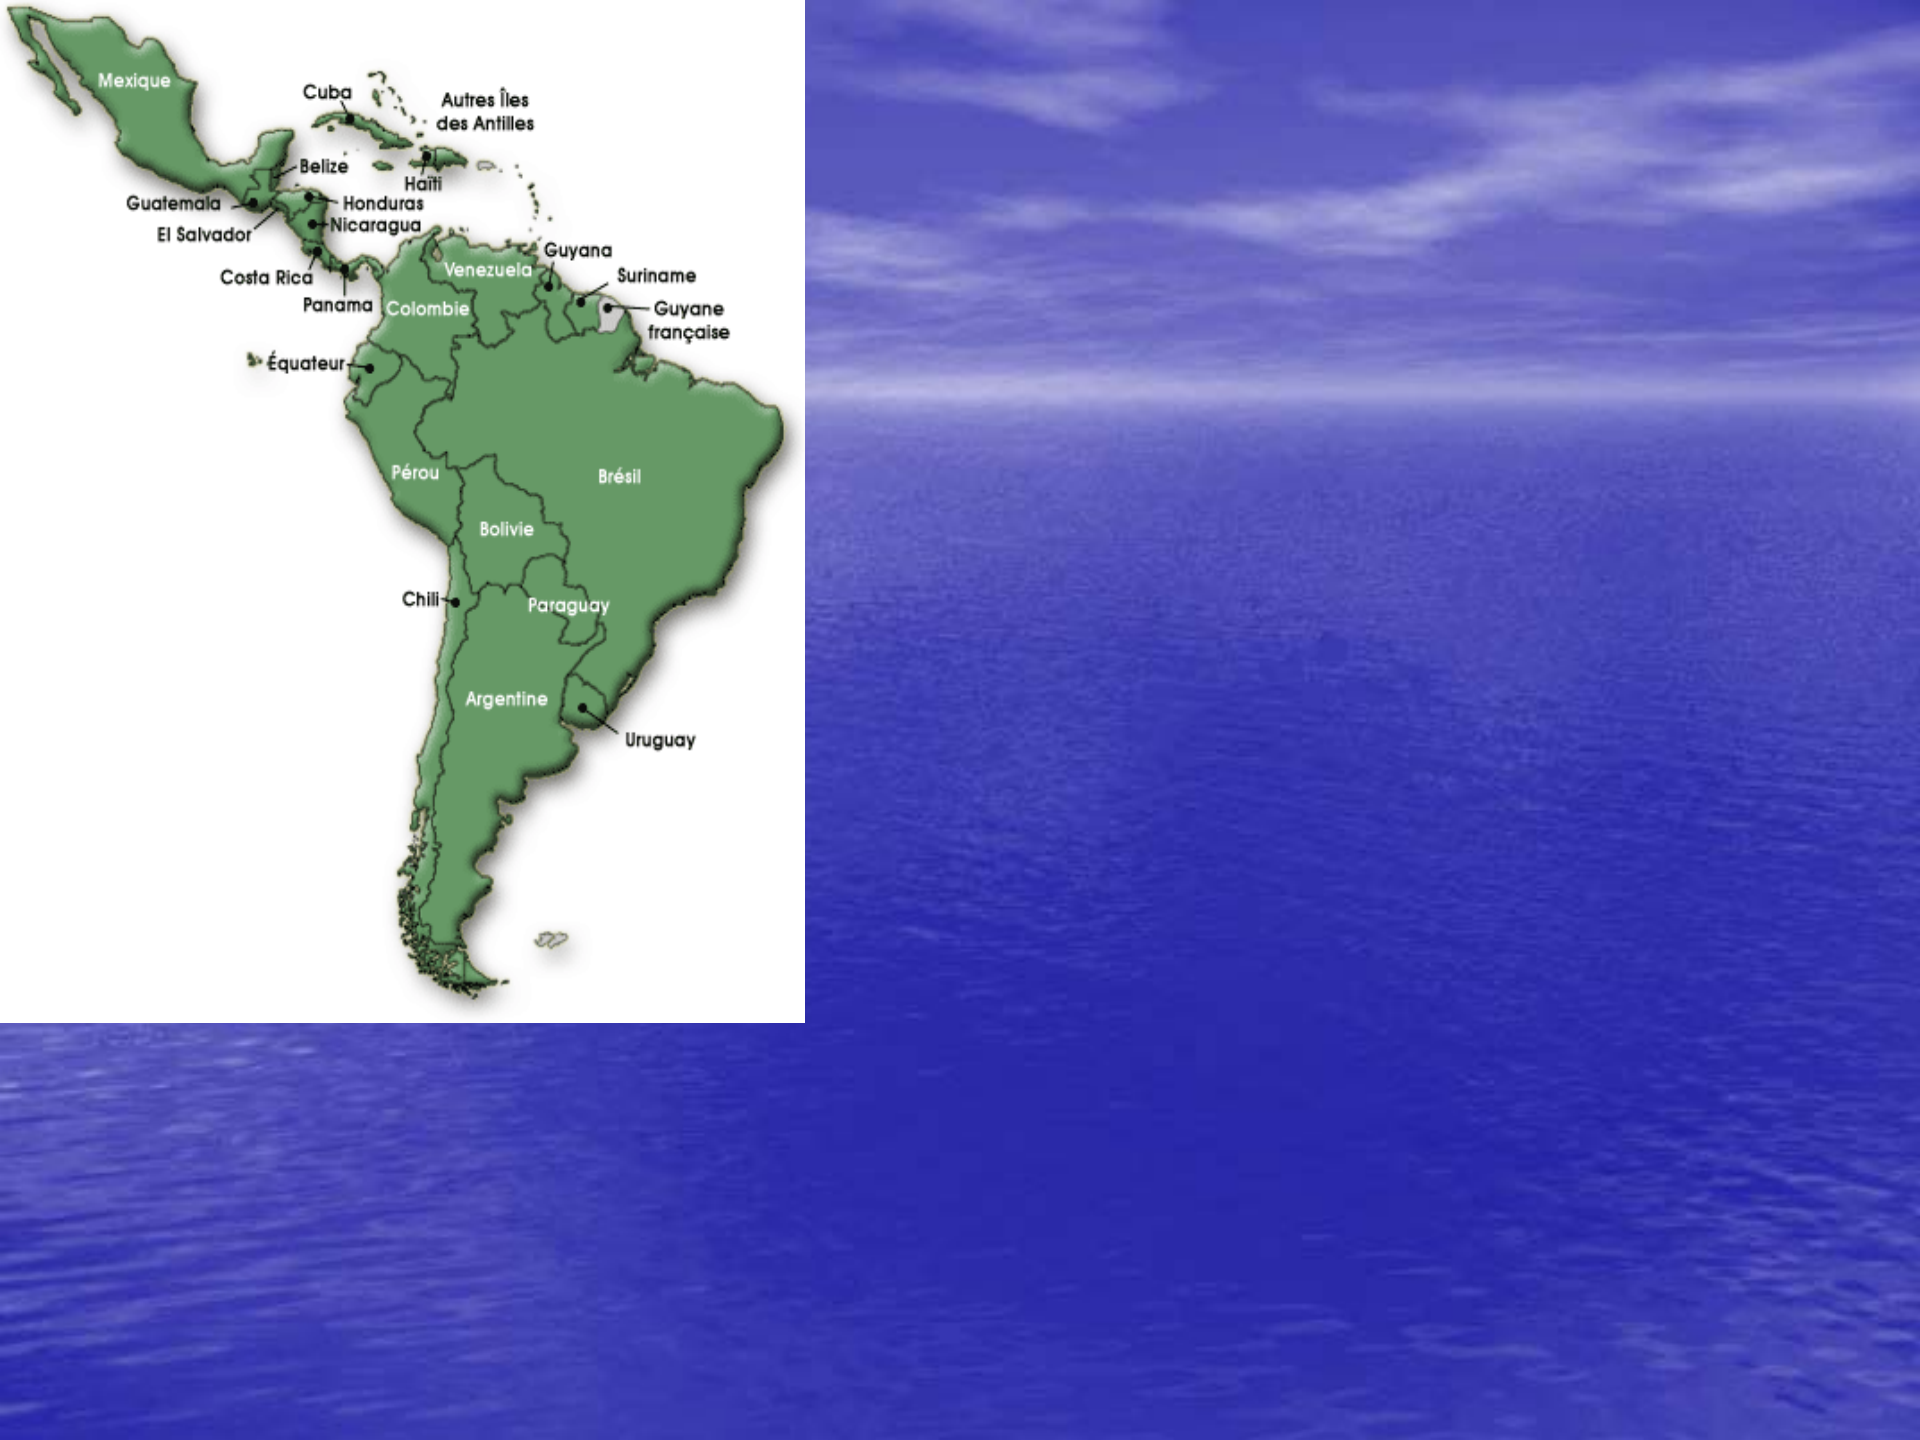 Mexique
Cuba
Autres Îles
des Antilles
Belize
Haïti
Guatemala
Honduras
Nicaragua
El Salvador
Guyana
Costa Rica
Venezuela
Suriname
Panama
Colombie
Guyane
française
Équateur
Pérou
Brésil
Bolivie
Chili
Paraguay
Argentine
Uruguay